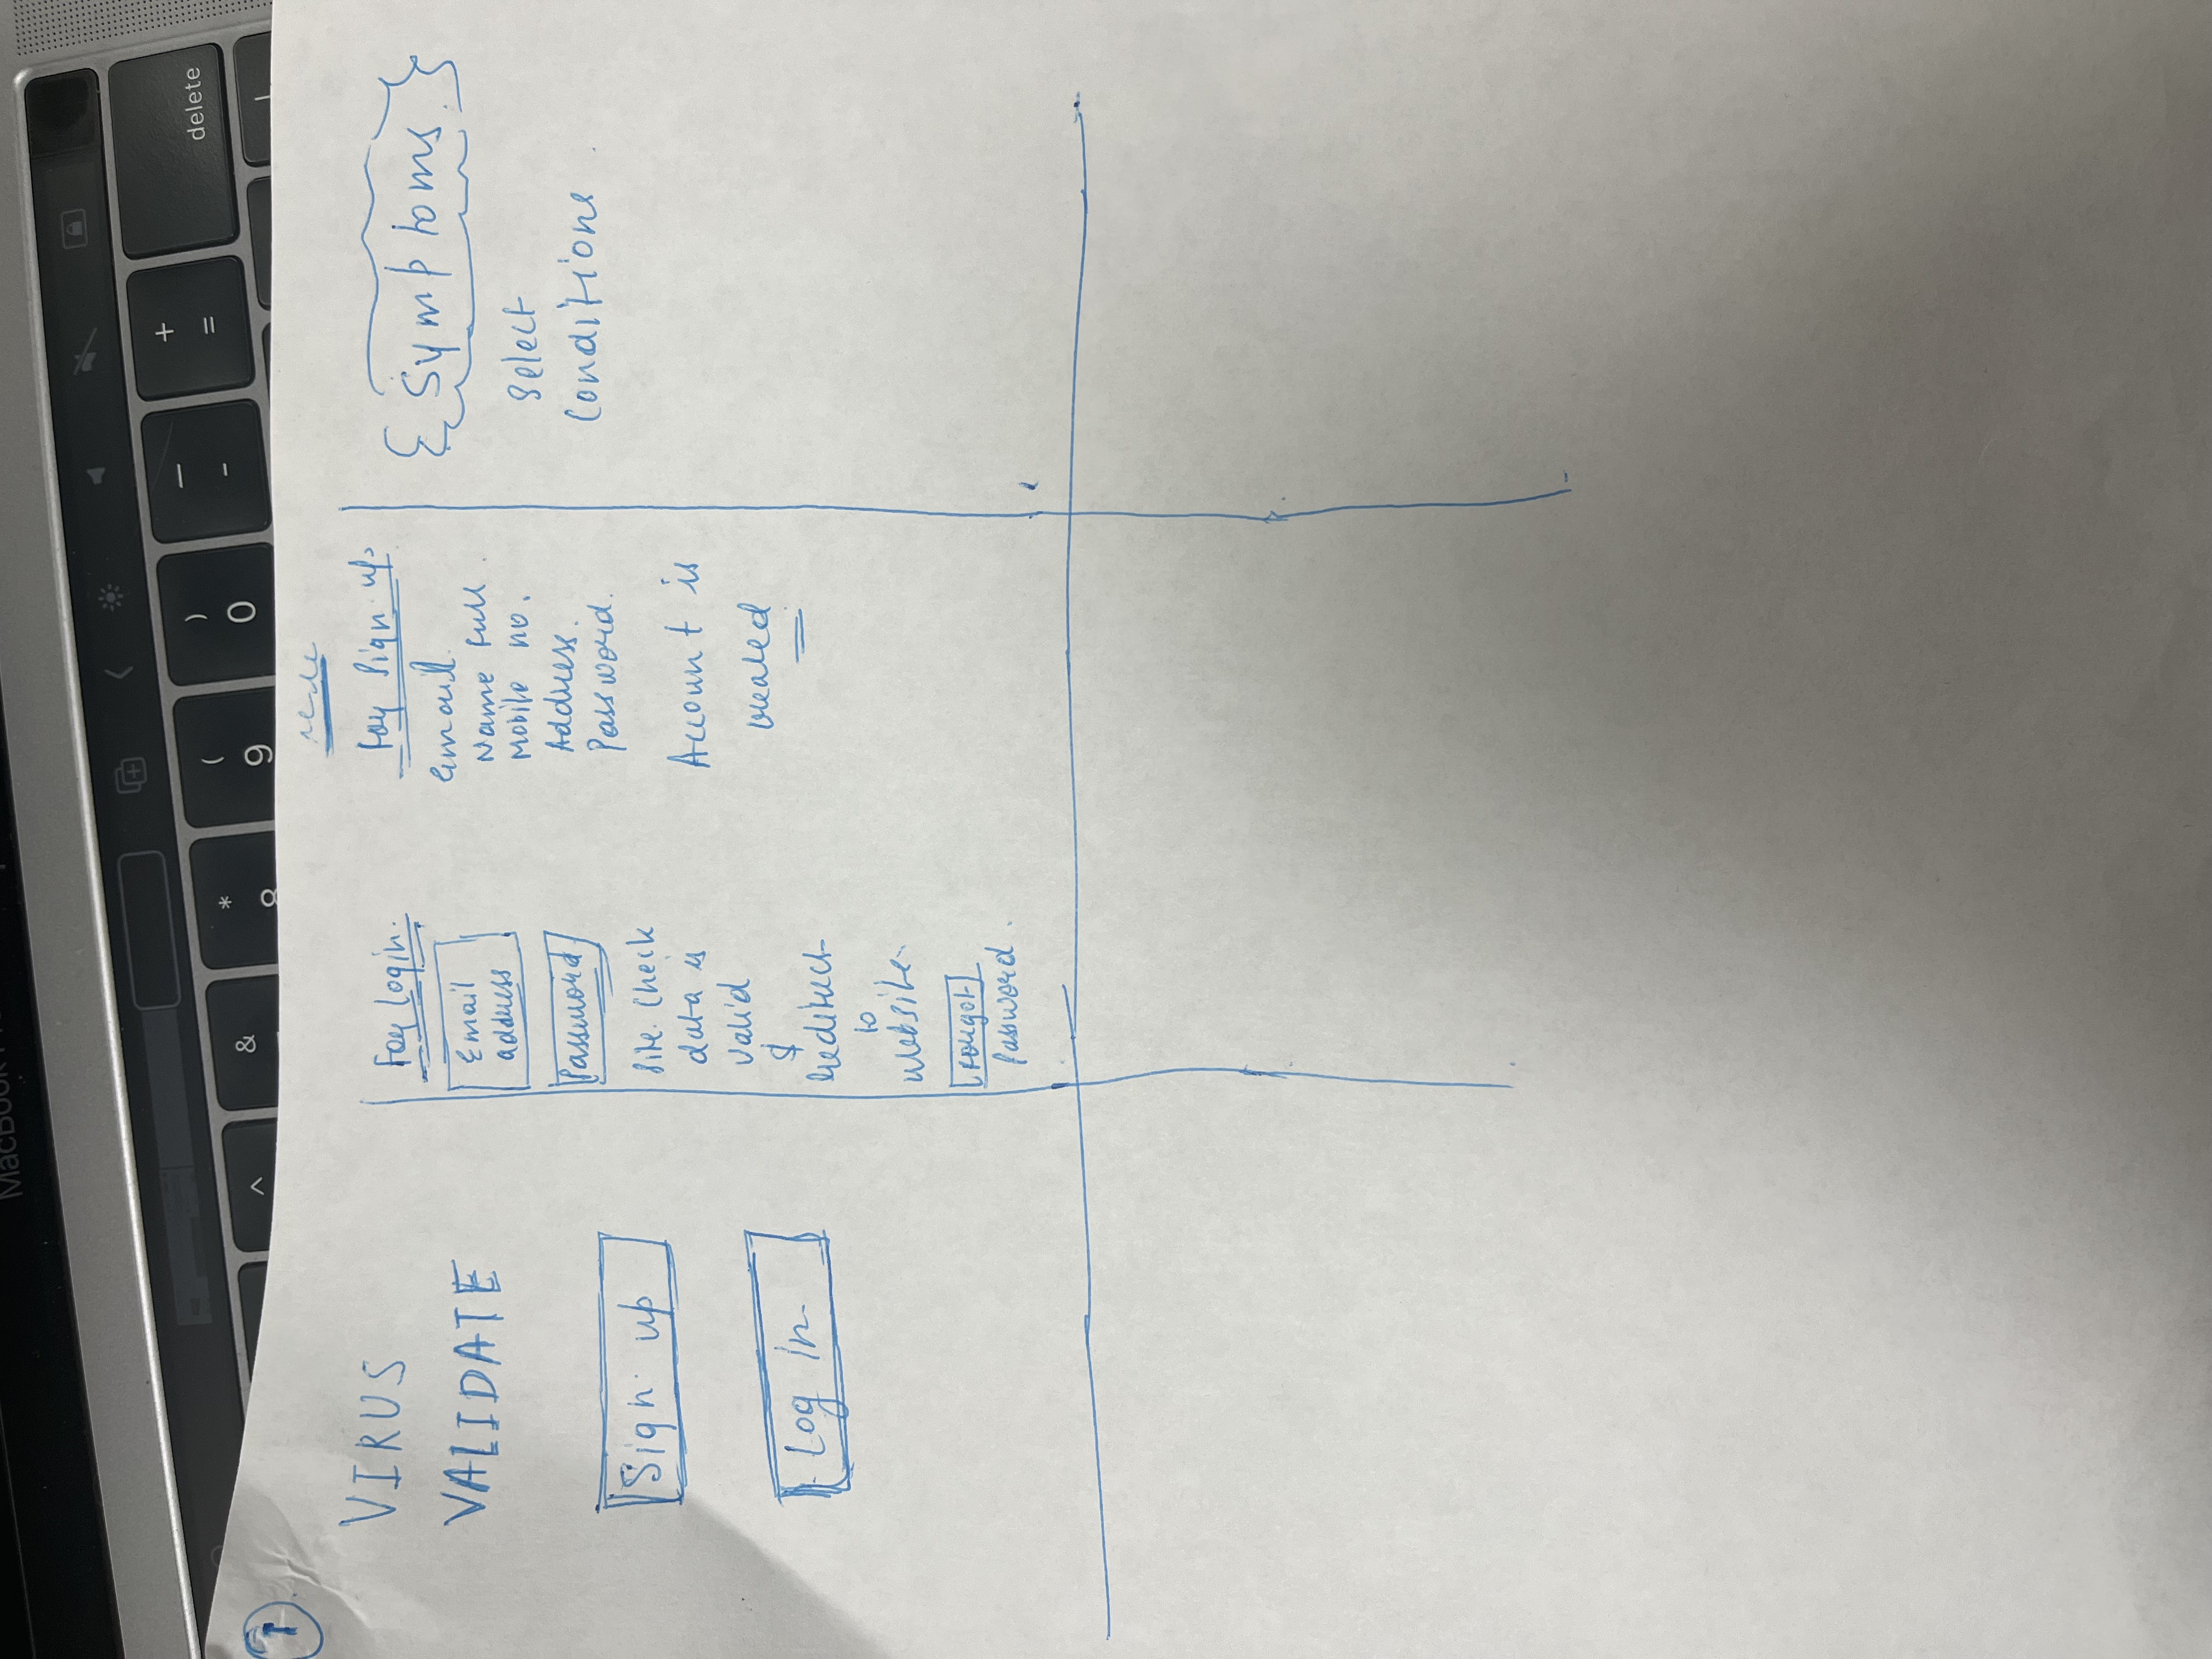 MacBook
delete
+
=
—
-
)
0
(
9
*
8
&
^
1
VIRUS
VALIDATE
Sign up
Log in
For login.
Email
address
Password
Site Check
data is
valid
&
Redirect
to
website
Forgot
Password.
For Sign up
Email.
Name Full.
Mobile no.
Address.
Password.
Account is
created
Symptoms.
Select
Conditions